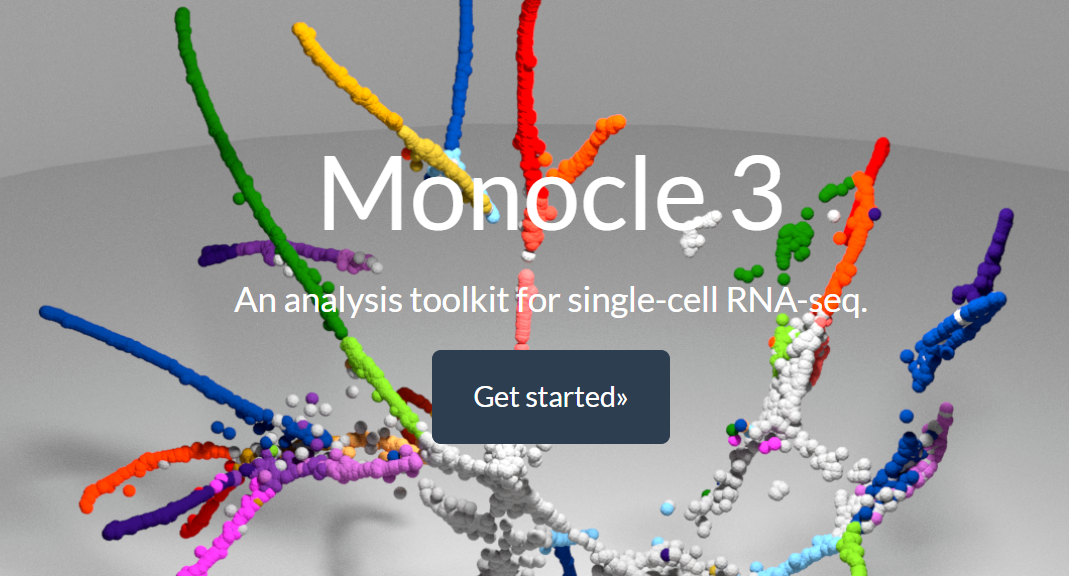 Monocle 3
An analysis toolkit for single-cell RNA-seq.
Get started»